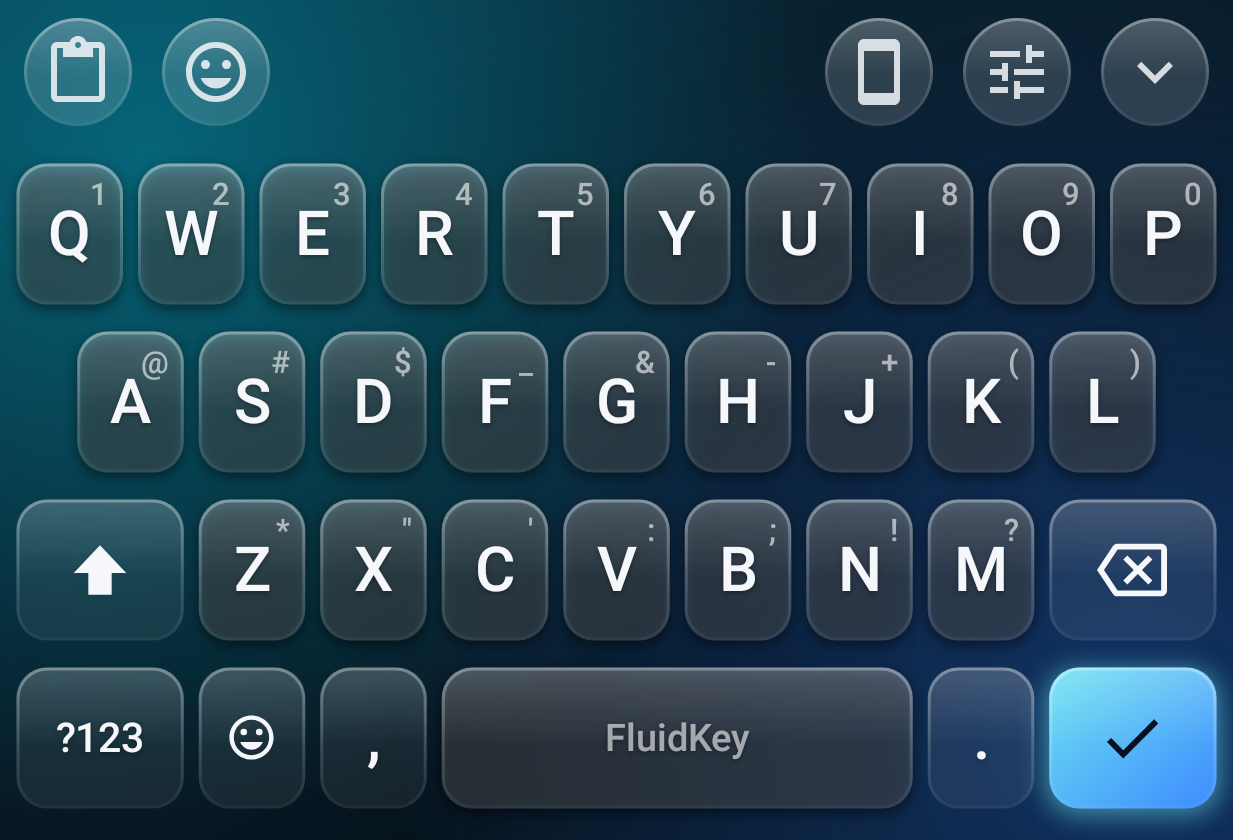 1 2 3 4 5 6 7 8 9 0
Q W E R T Y U I O P
@ # $ _ & - + ( )
A S D F G H J K L
* " ' : ; ! ?
Z X C V B N M
?123 , FluidKey .